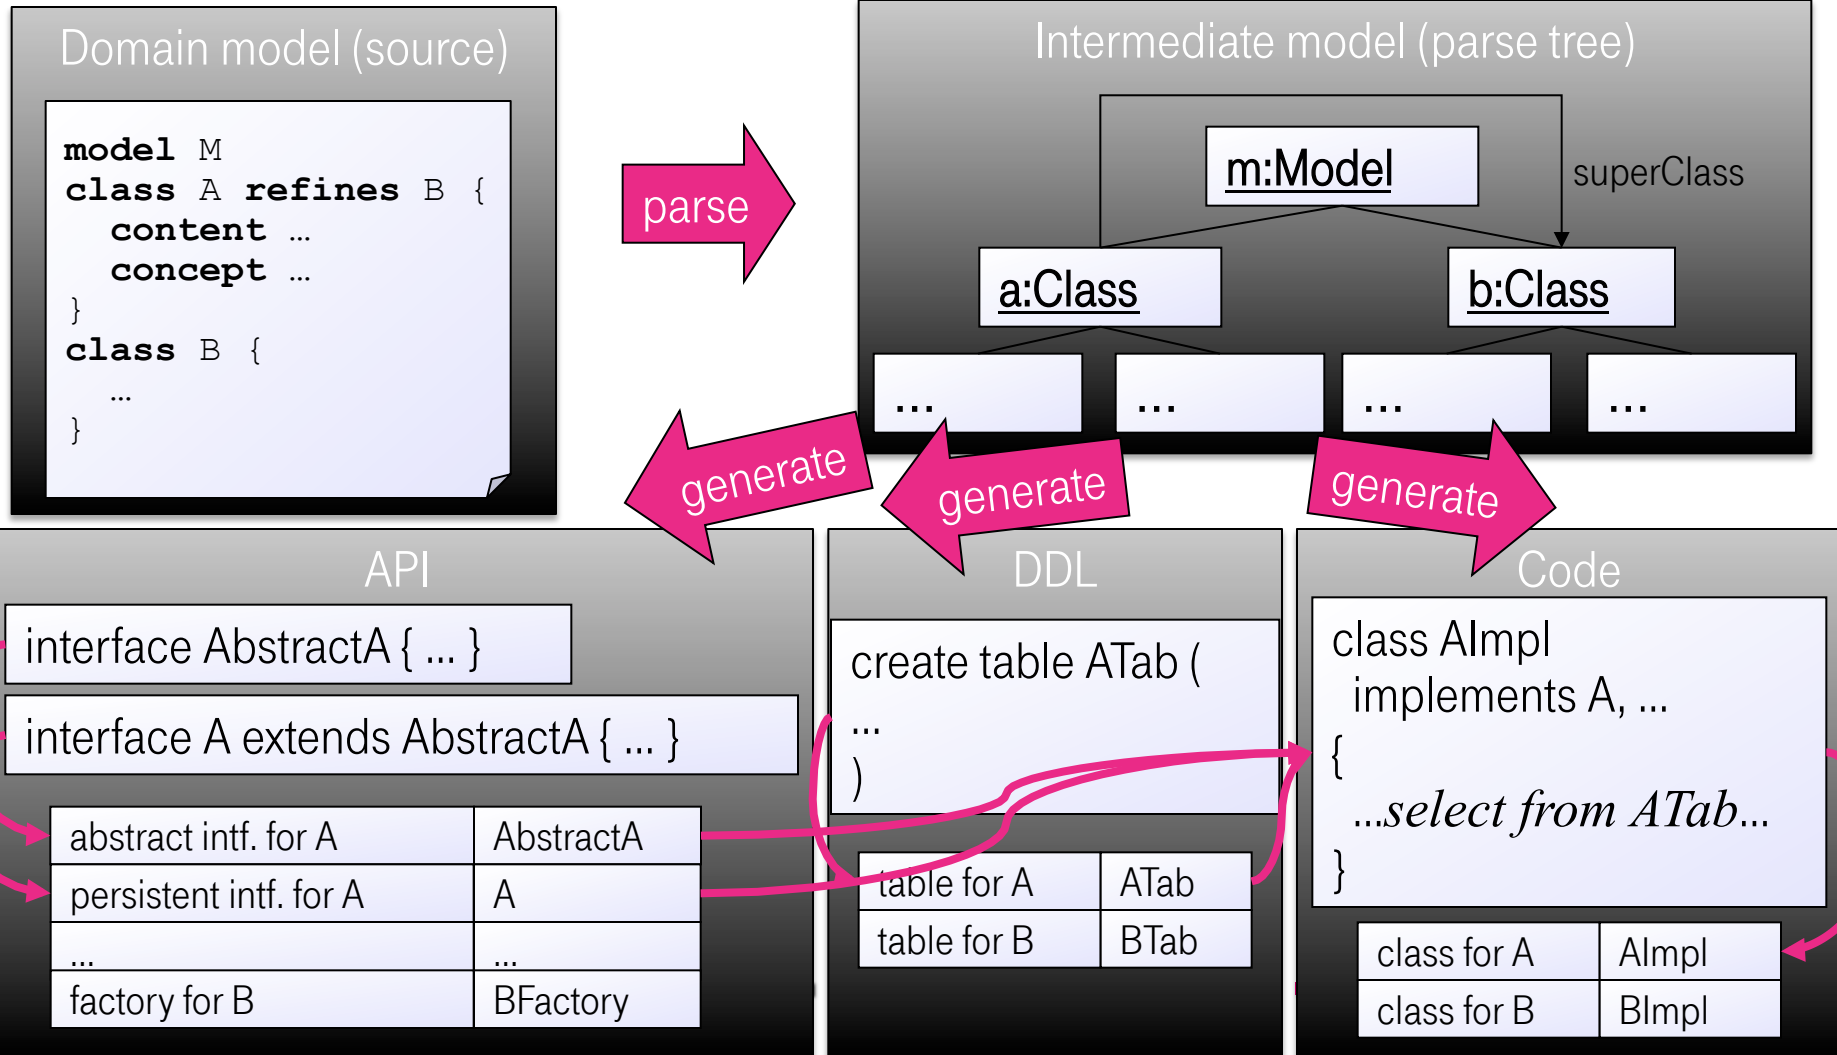 Domain model (source)
model M
class A refines B {
content …
concept …
}
class B {
…
}
parse
Intermediate model (parse tree)
m:Model
superClass
a:Class
b:Class
...
...
...
...
generate
generate
generate
API
interface AbstractA { ... }
interface A extends AbstractA { ... }
abstract intf. for A AbstractA
persistent intf. for A A
... ...
factory for B BFactory
DDL
create table ATab (
...
)
table for A ATab
table for B BTab
Code
class AImpl
implements A, ...
{
...select from ATab...
}
class for A AImpl
class for B BImpl